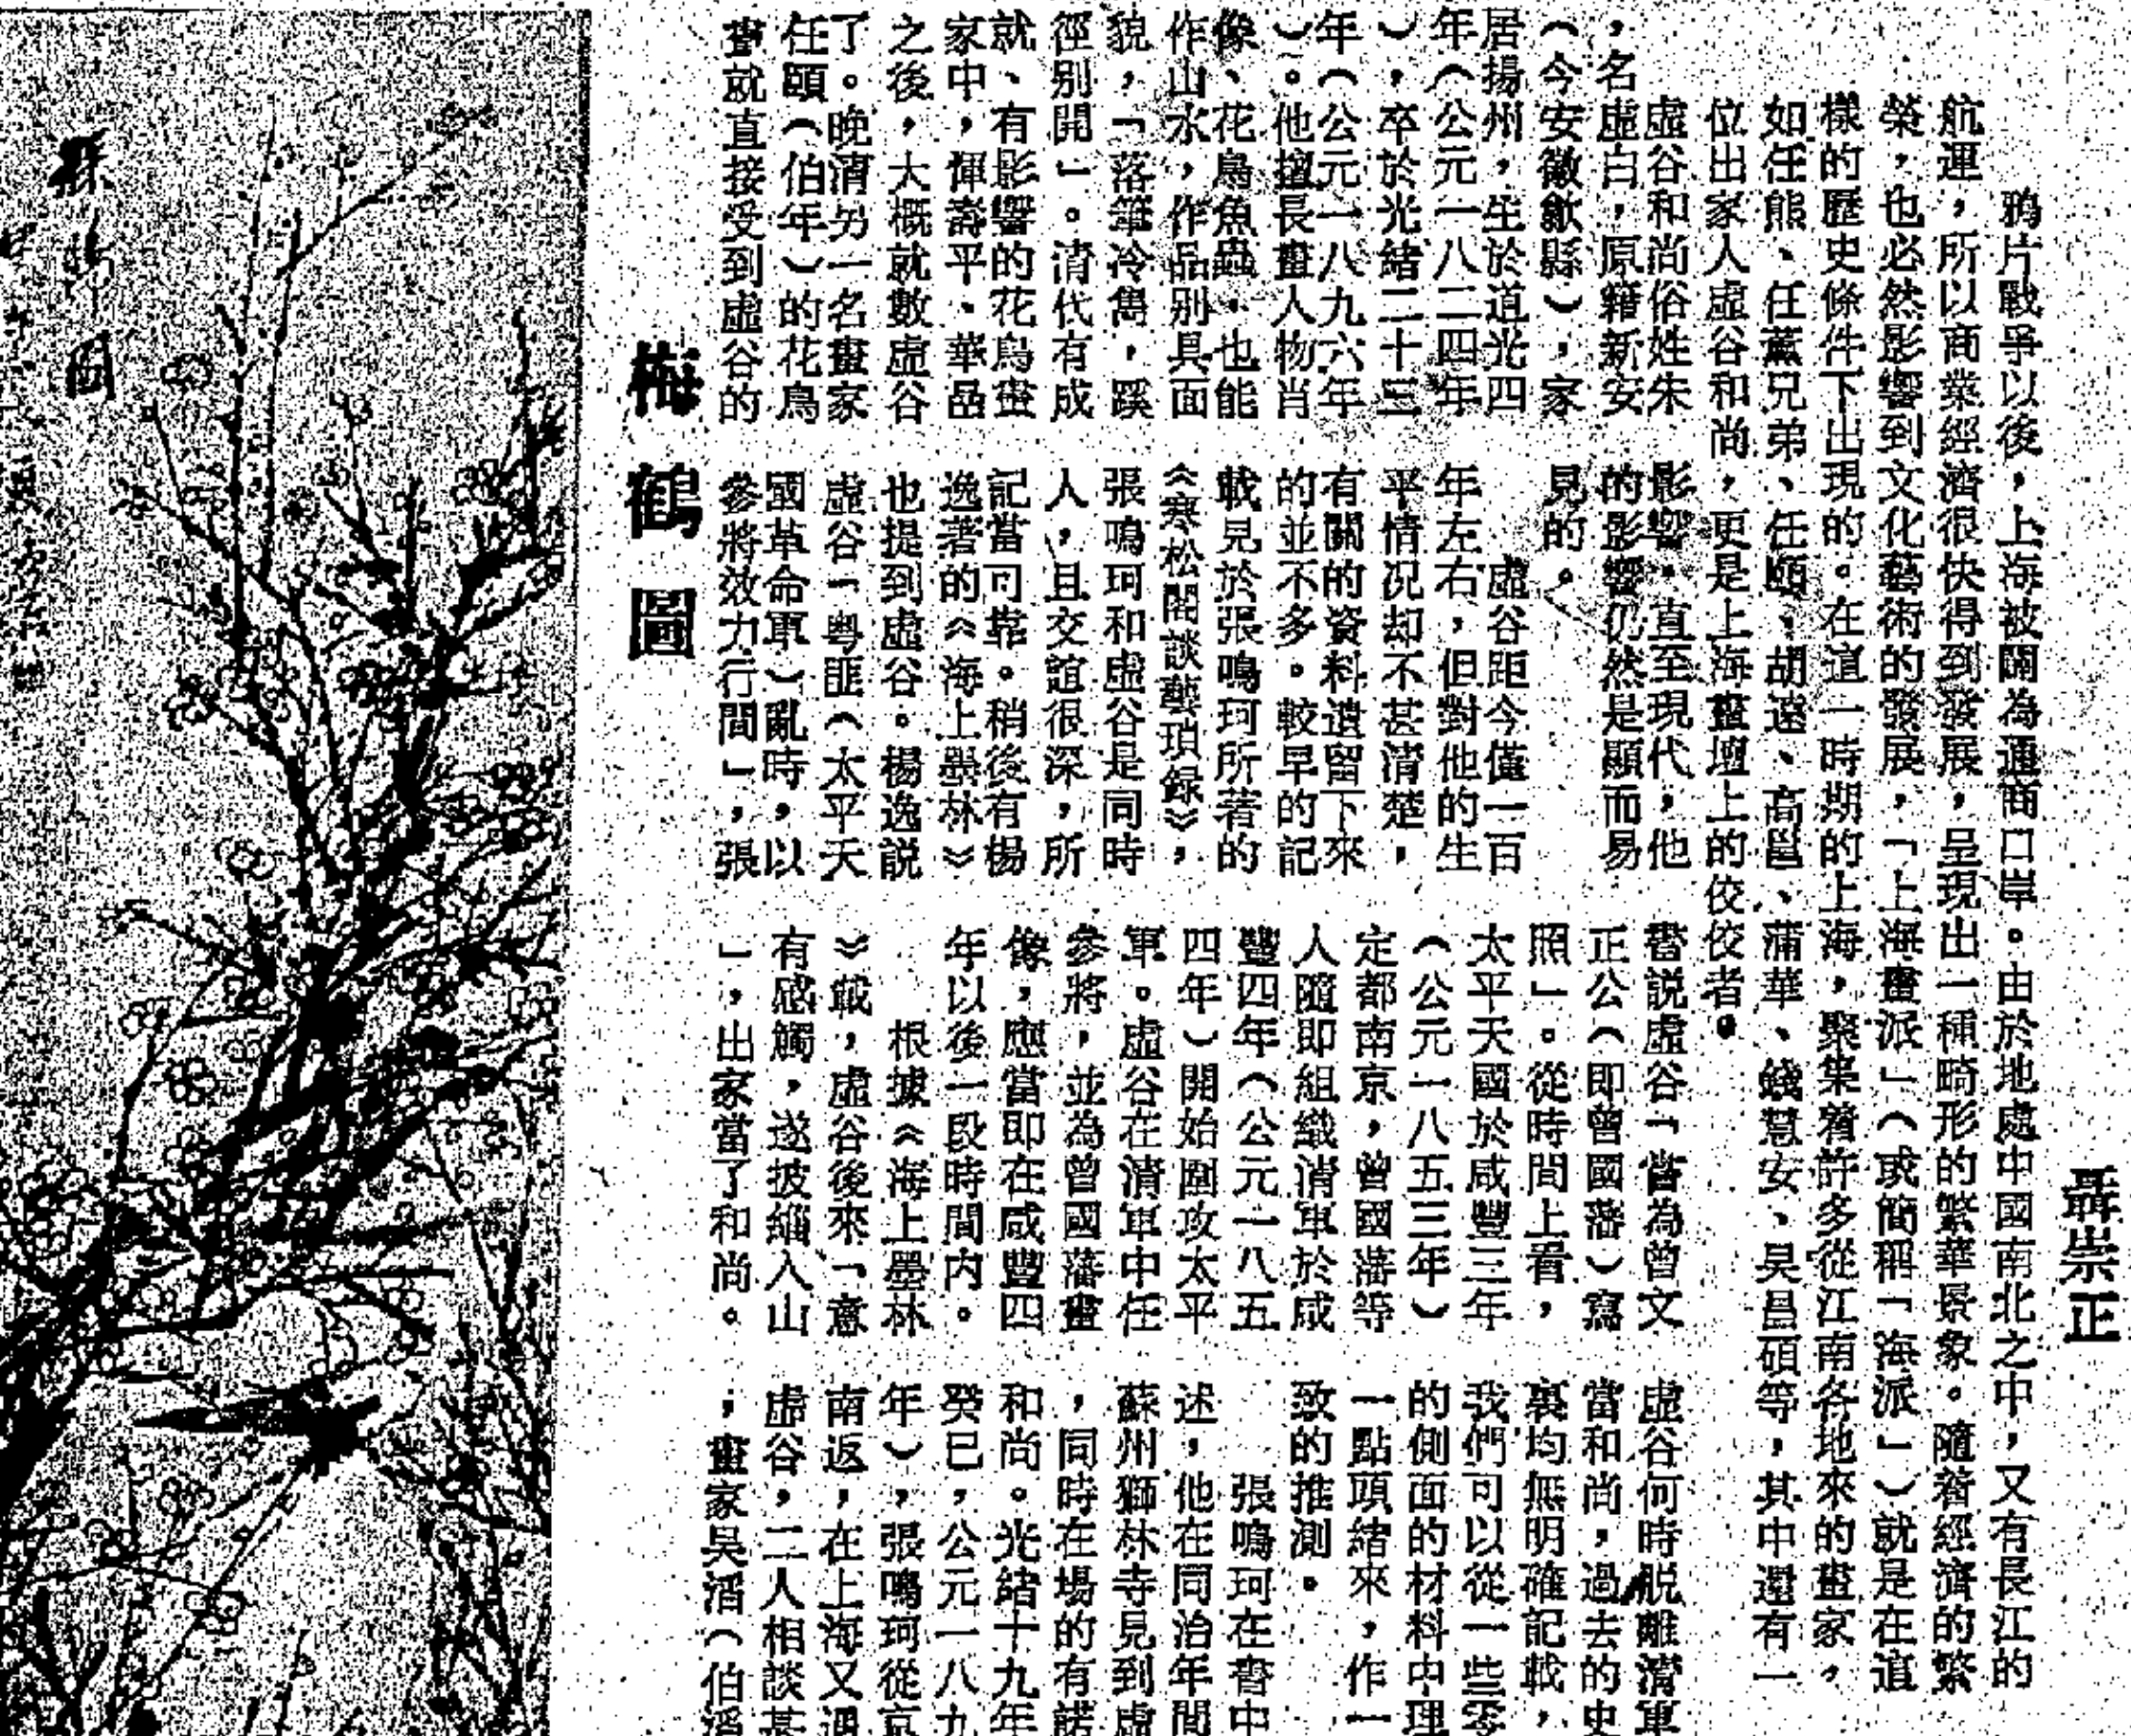 聶崇正
鴉片戰爭以後，上海被闢為通商口岸。由於地處中國南北之中，又有長江的
航運，所以商業經濟很快得到發展，呈現出一種畸形的繁華景象。隨著經濟的繁
榮，也必然影響到文化藝術的發展，「上海畫派」（或簡稱「海派」）就是在這
樣的歷史條件下出現的。在這一時期的上海，聚集着許多從江南各地來的畫家，
如任熊、任薰兄弟、任頤、胡遠、高邕、蒲華、錢慧安、吴昌碩等，其中還有一
位出家人虛谷和尚，更是上海畫壇上的佼佼者。
虛谷和尚俗姓朱
，名虛白，原籍新安
（今安徽歙縣），家
居揚州，生於道光四
年（公元一八二四年
），卒於光緒二十三
年（公元一八九六年
）。他擅長畫人物肖
像、花鳥魚蟲，也能
作山水，作品別具面
貌，「落筆冷雋，蹊
徑别開」。清代有成
就、有影響的花鳥畫
家中，惲壽平、華嵒
之後，大概就數虛谷
了。晚清另一名畫家
任頤（伯年）的花鳥
畫就直接受到虛谷的
影響，直至現代，他
的影響仍然是顯而易
見的。
虛谷距今僅一百
年左右，但對他的生
平情况却不甚清楚，
有關的資料遺留下來
的並不多。較早的記
載見於張鳴珂所著的
《寒松閣談藝瑣録》，
張鳴珂和虛谷是同時
人，且交誼很深，所
記當可靠。稍後有楊
逸著的《海上墨林》
也提到虛谷。楊逸説
虛谷「粤匪（太平天
國革命軍）亂時，以
參將效力行間」，張
書説虛谷「嘗為曾文
正公（即曾國藩）寫
照」。從時間上看，
太平天國於咸豐三年
（公元一八五三年）
定都南京，曾國藩等
人隨即組織清軍於咸
豐四年（公元一八五
四年）開始圍攻太平
軍。虛谷在清軍中任
參將，並為曾國藩畫
像，應當即在咸豐四
年以後一段時間内。
根據《海上墨林
》載，虛谷後來「意
有感觸，遂披緇入山
」，出家當了和尚。
虛谷何時脱離清軍
當和尚，過去的史
裏均無明確記載，
我們可以從一些零
的側面的材料中理
一點頭緒來，作一
致的推測。
張鳴珂在書中
述，他在同治年間
蘇州獅林寺見到虛
，同時在場的有諾
和尚。光緒十九年
癸巳，公元一八九
年），張鳴珂從京
南返，在上海又遇
虛谷，二人相談甚
；畫家吴滔（伯滔
梅鶴圖